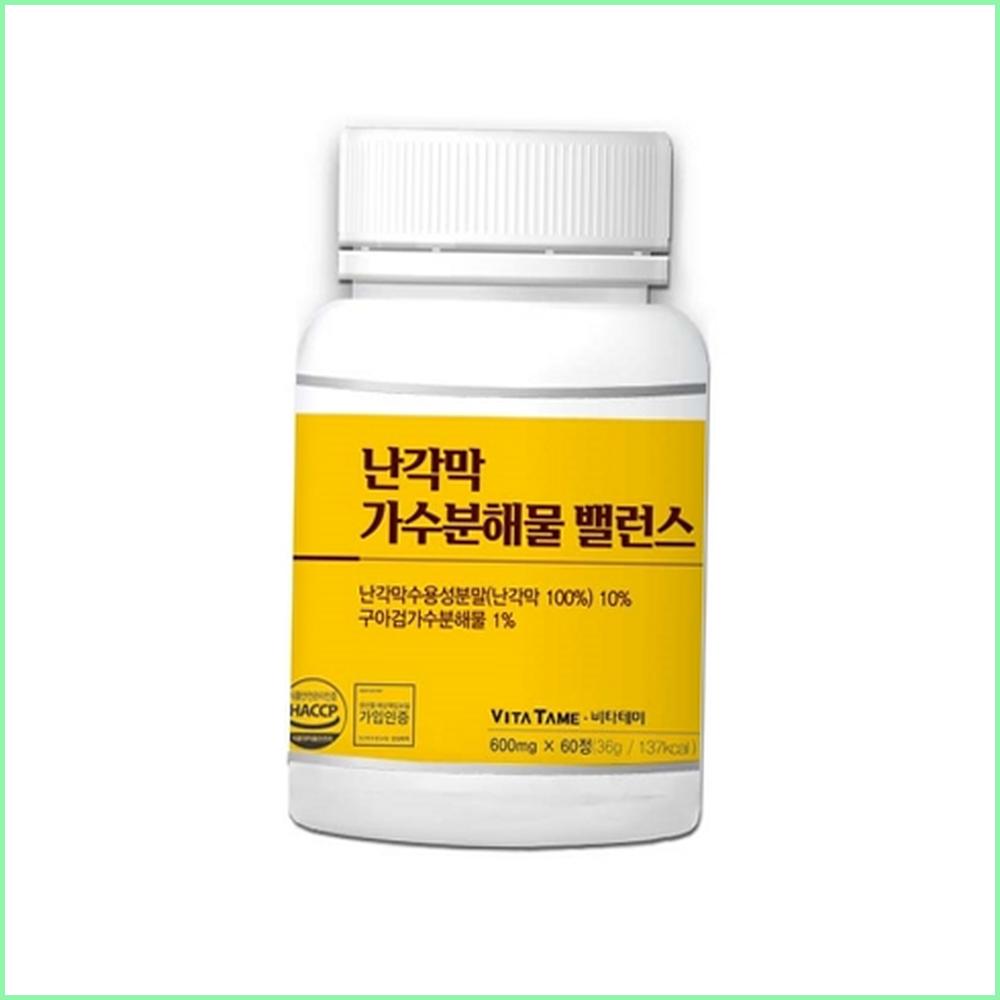 난각막
가수분해물 밸런스
난각막수용성분말(난각막 100%) 10%
구아검가수분해물 1%
HACCP
가입인증
VITA TAME · 비타테미
600mg × 60정(36g / 137kcal)